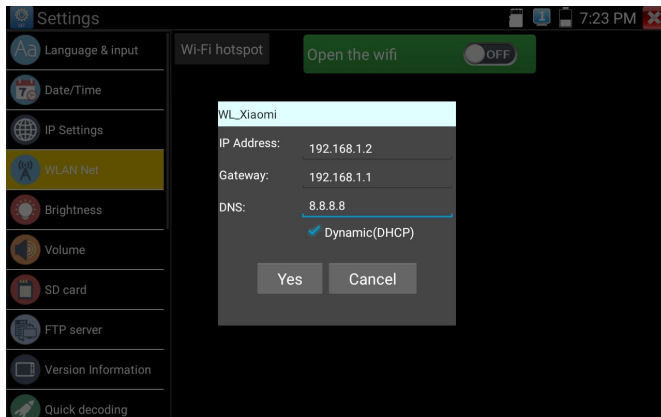 Settings
7:23 PM
Aa
Language & input
Wi-Fi hotspot
Open the wifi
OFF
Date/Time
IP Settings
WLAN Net
Brightness
Volume
SD card
FTP server
Version Information
Quick decoding
WL_Xiaomi
IP Address:
192.168.1.2
Gateway:
192.168.1.1
DNS:
8.8.8.8
Dynamic(DHCP)
Yes
Cancel